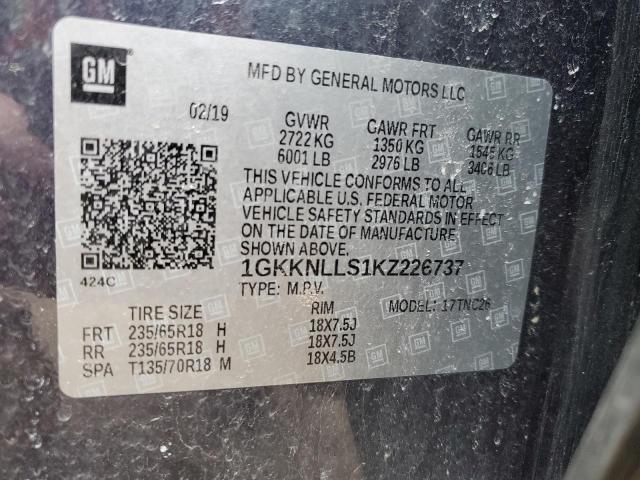 GM
MFD BY GENERAL MOTORS LLC
02/19 GVWR GAWR FRT GAWR RR
2722 KG 1350 KG 1545 KG
6001 LB 2976 LB 3406 LB
THIS VEHICLE CONFORMS TO ALL
APPLICABLE U.S. FEDERAL MOTOR
VEHICLE SAFETY STANDARDS IN EFFECT
ON THE DATE OF MANUFACTURE
SHOWN ABOVE.
424C 1GKKNLLS1KZ226737
TYPE: M.P.V. MODEL: 17TNC26
TIRE SIZE RIM
FRT 235/65R18 H 18X7.5J
RR 235/65R18 H 18X7.5J
SPA T135/70R18 M 18X4.5B